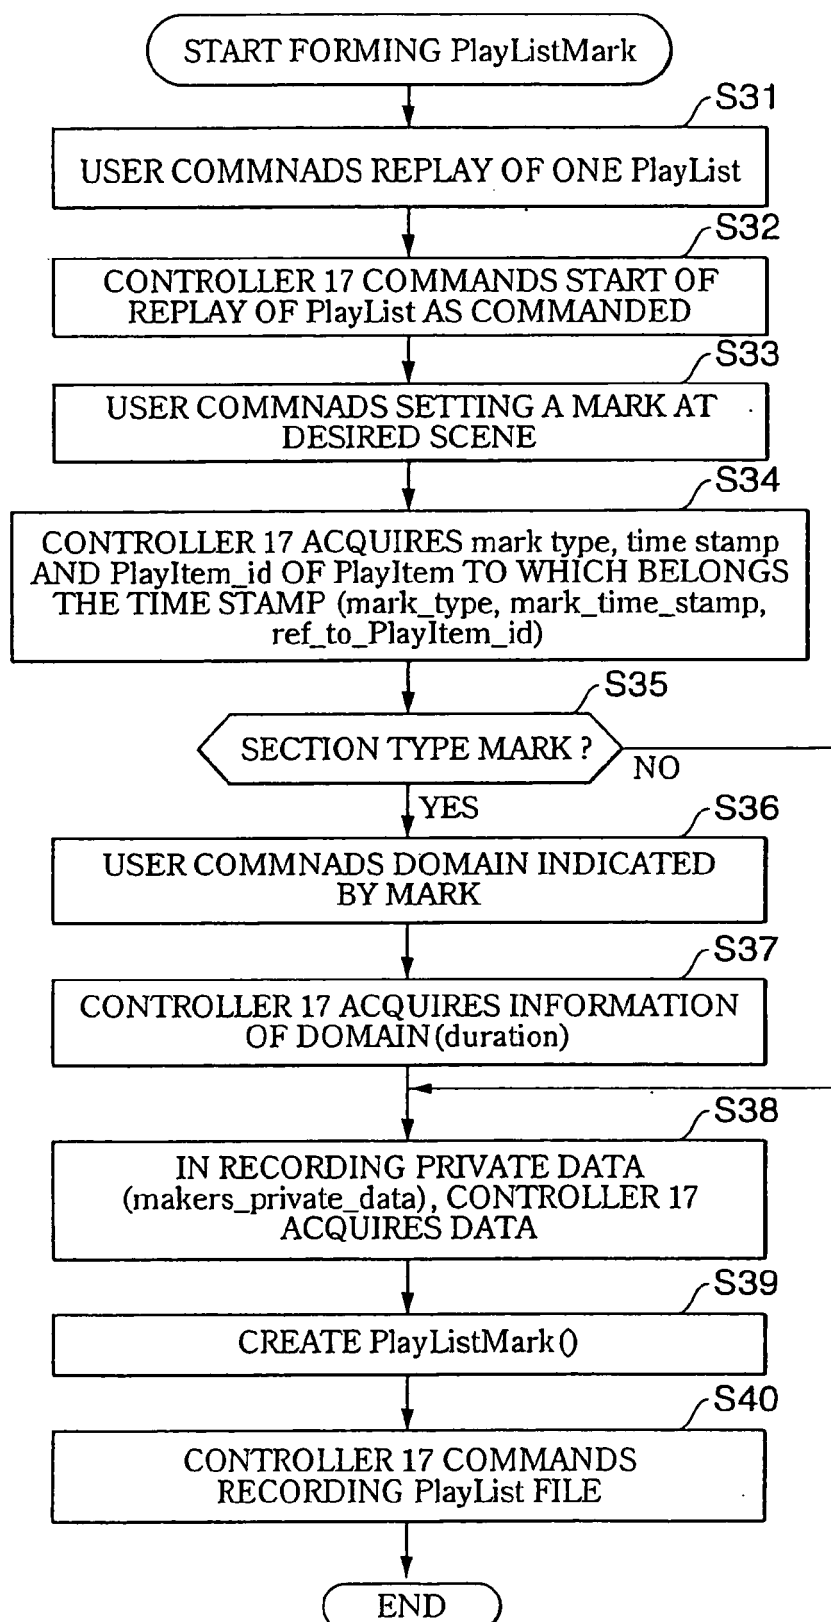 START FORMING PlayListMark
S31
USER COMMNADS REPLAY OF ONE PlayList
S32
CONTROLLER 17 COMMANDS START OF
REPLAY OF PlayList AS COMMANDED
S33
USER COMMNADS SETTING A MARK AT
DESIRED SCENE
S34
CONTROLLER 17 ACQUIRES mark type, time stamp
AND PlayItem_id OF PlayItem TO WHICH BELONGS
THE TIME STAMP (mark_type, mark_time_stamp,
ref_to_PlayItem_id)
S35
SECTION TYPE MARK ?
NO
YES
S36
USER COMMNADS DOMAIN INDICATED
BY MARK
S37
CONTROLLER 17 ACQUIRES INFORMATION
OF DOMAIN (duration)
S38
IN RECORDING PRIVATE DATA
(makers_private_data), CONTROLLER 17
ACQUIRES DATA
S39
CREATE PlayListMark ()
S40
CONTROLLER 17 COMMANDS
RECORDING PlayList FILE
END